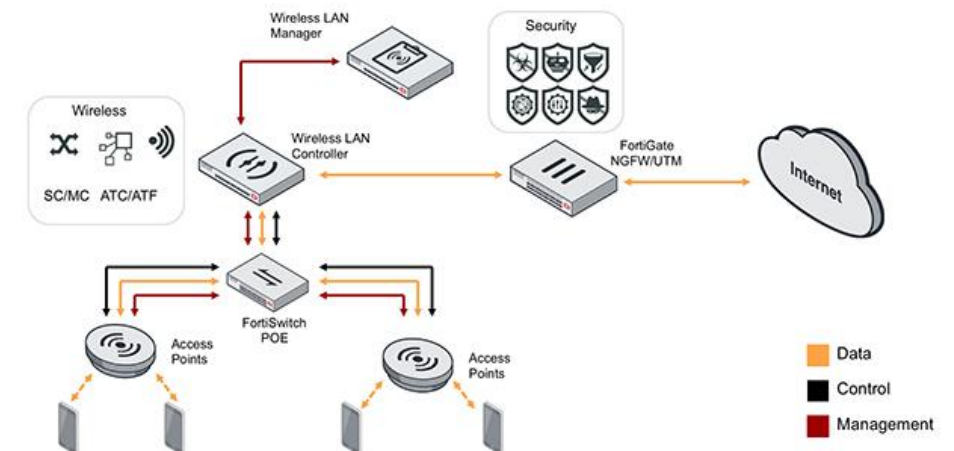 Wireless LAN
Manager
Security
Wireless
SC/MC ATC/ATF
Wireless LAN
Controller
FortiGate
NGFW/UTM
Internet
FortiSwitch
POE
Access
Points
Access
Points
Data
Control
Management